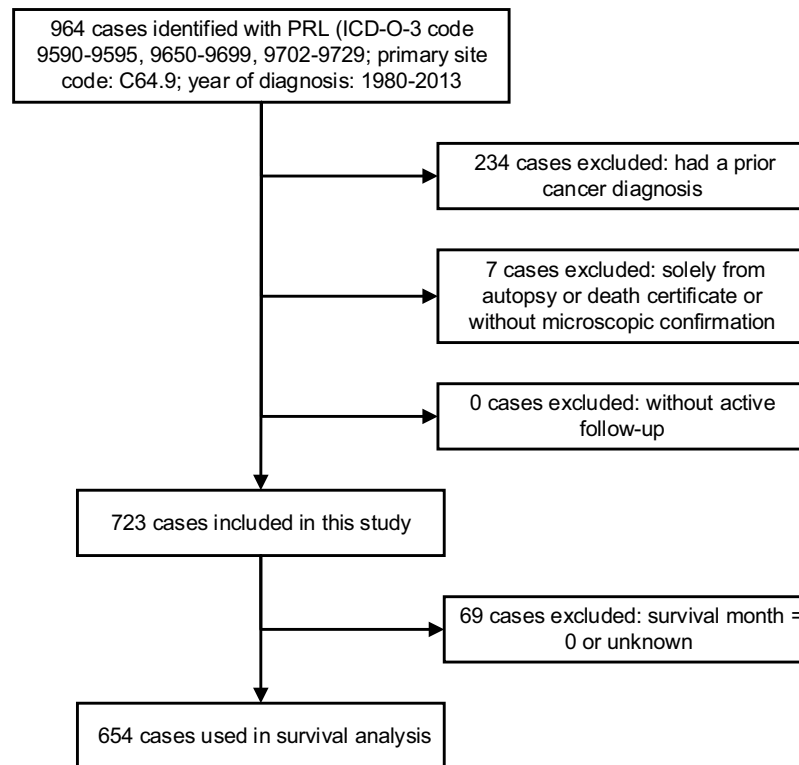 964 cases identified with PRL (ICD-O-3 code
9590-9595, 9650-9699, 9702-9729; primary site
code: C64.9; year of diagnosis: 1980-2013
234 cases excluded: had a prior
cancer diagnosis
7 cases excluded: solely from
autopsy or death certificate or
without microscopic confirmation
0 cases excluded: without active
follow-up
723 cases included in this study
69 cases excluded: survival month =
0 or unknown
654 cases used in survival analysis